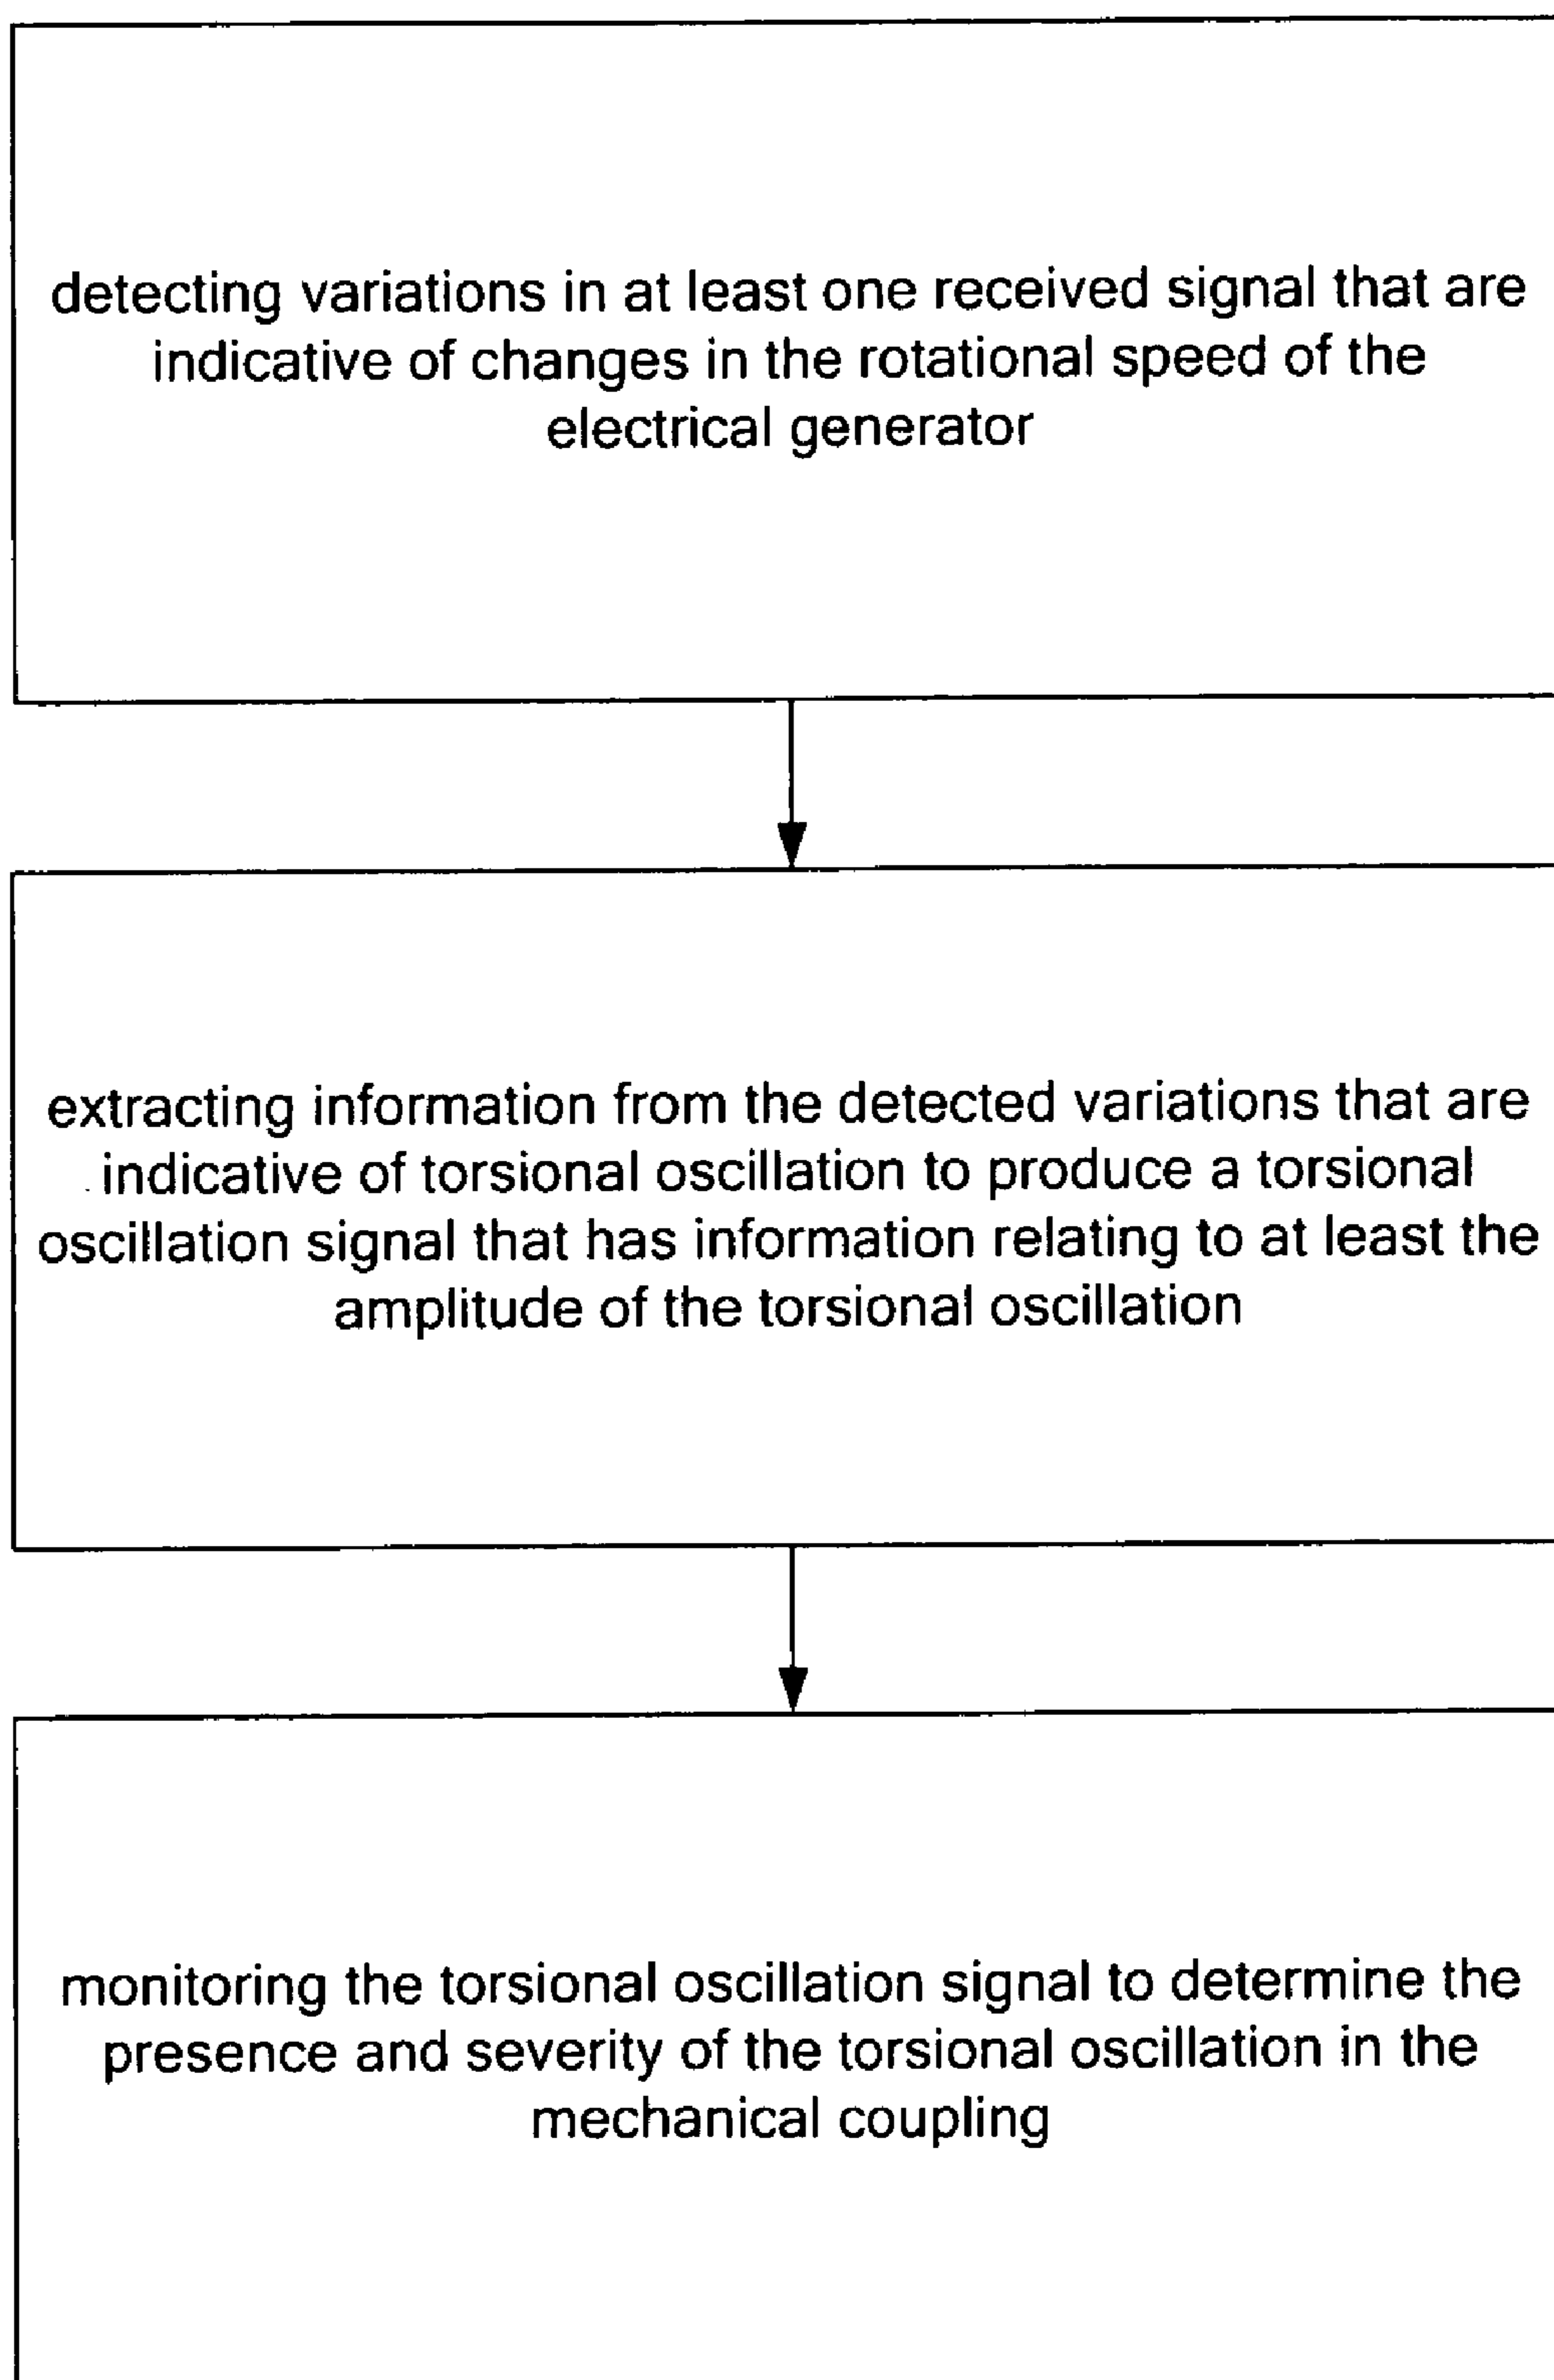 detecting variations in at least one received signal that are
indicative of changes in the rotational speed of the
electrical generator
extracting information from the detected variations that are
indicative of torsional oscillation to produce a torsional
oscillation signal that has information relating to at least the
amplitude of the torsional oscillation
monitoring the torsional oscillation signal to determine the
presence and severity of the torsional oscillation in the
mechanical coupling